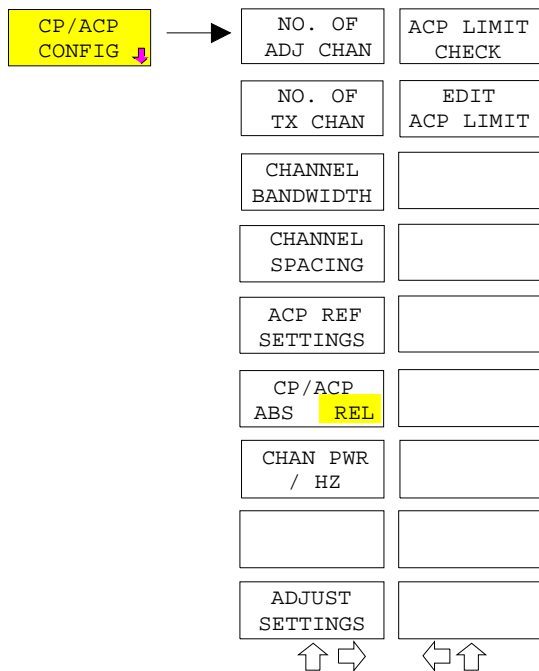 CP/ACP
CONFIG
NO. OF
ADJ CHAN
NO. OF
TX CHAN
CHANNEL
BANDWIDTH
CHANNEL
SPACING
ACP REF
SETTINGS
CP/ACP
ABS REL
CHAN PWR
/ HZ
ADJUST
SETTINGS
ACP LIMIT
CHECK
EDIT
ACP LIMIT